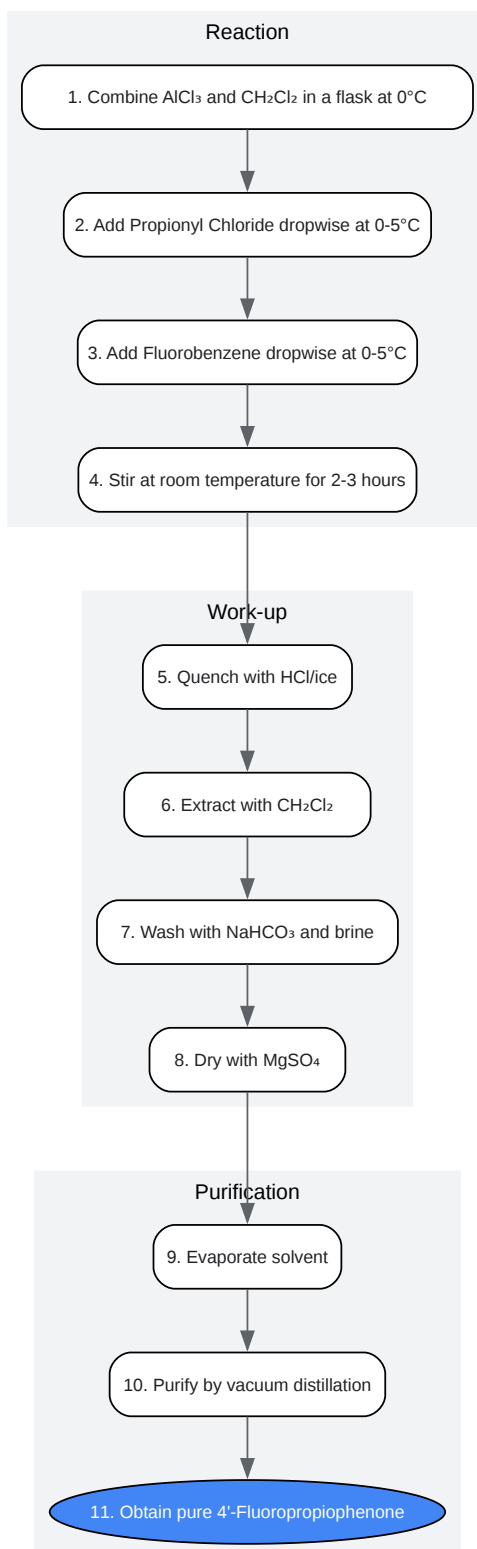 Reaction
1. Combine AlCl₃ and CH₂Cl₂ in a flask at 0°C
2. Add Propionyl Chloride dropwise at 0-5°C
3. Add Fluorobenzene dropwise at 0-5°C
4. Stir at room temperature for 2-3 hours
Work-up
5. Quench with HCl/ice
6. Extract with CH₂Cl₂
7. Wash with NaHCO₃ and brine
8. Dry with MgSO₄
Purification
9. Evaporate solvent
10. Purify by vacuum distillation
11. Obtain pure 4'-Fluoropropiophenone